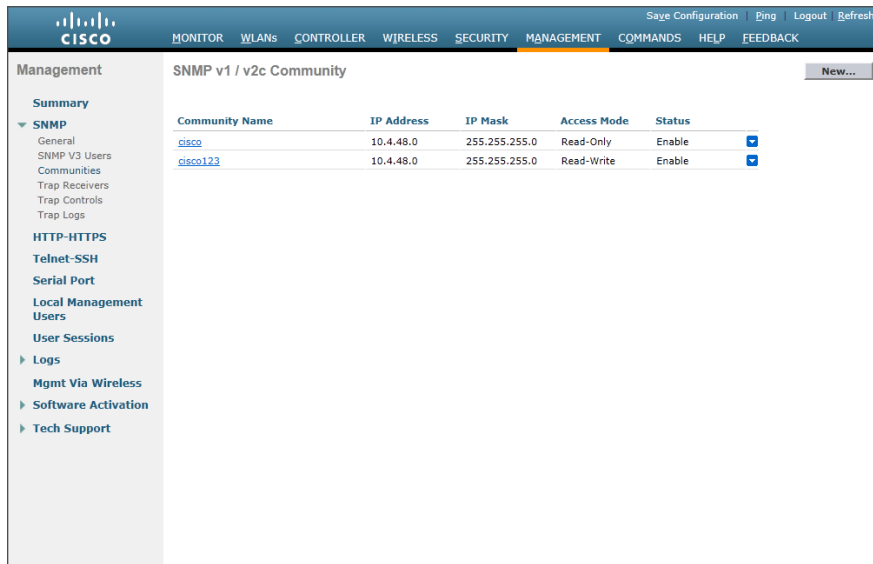 Save Configuration | Ping | Logout | Refresh
CISCO
MONITOR WLANs CONTROLLER WIRELESS SECURITY MANAGEMENT COMMANDS HELP FEEDBACK
Management
Summary
SNMP
General
SNMP V3 Users
Communities
Trap Receivers
Trap Controls
Trap Logs
HTTP-HTTPS
Telnet-SSH
Serial Port
Local Management
Users
User Sessions
Logs
Mgmt Via Wireless
Software Activation
Tech Support
SNMP v1 / v2c Community
New...
Community Name IP Address IP Mask Access Mode Status
cisco 10.4.48.0 255.255.255.0 Read-Only Enable
cisco123 10.4.48.0 255.255.255.0 Read-Write Enable